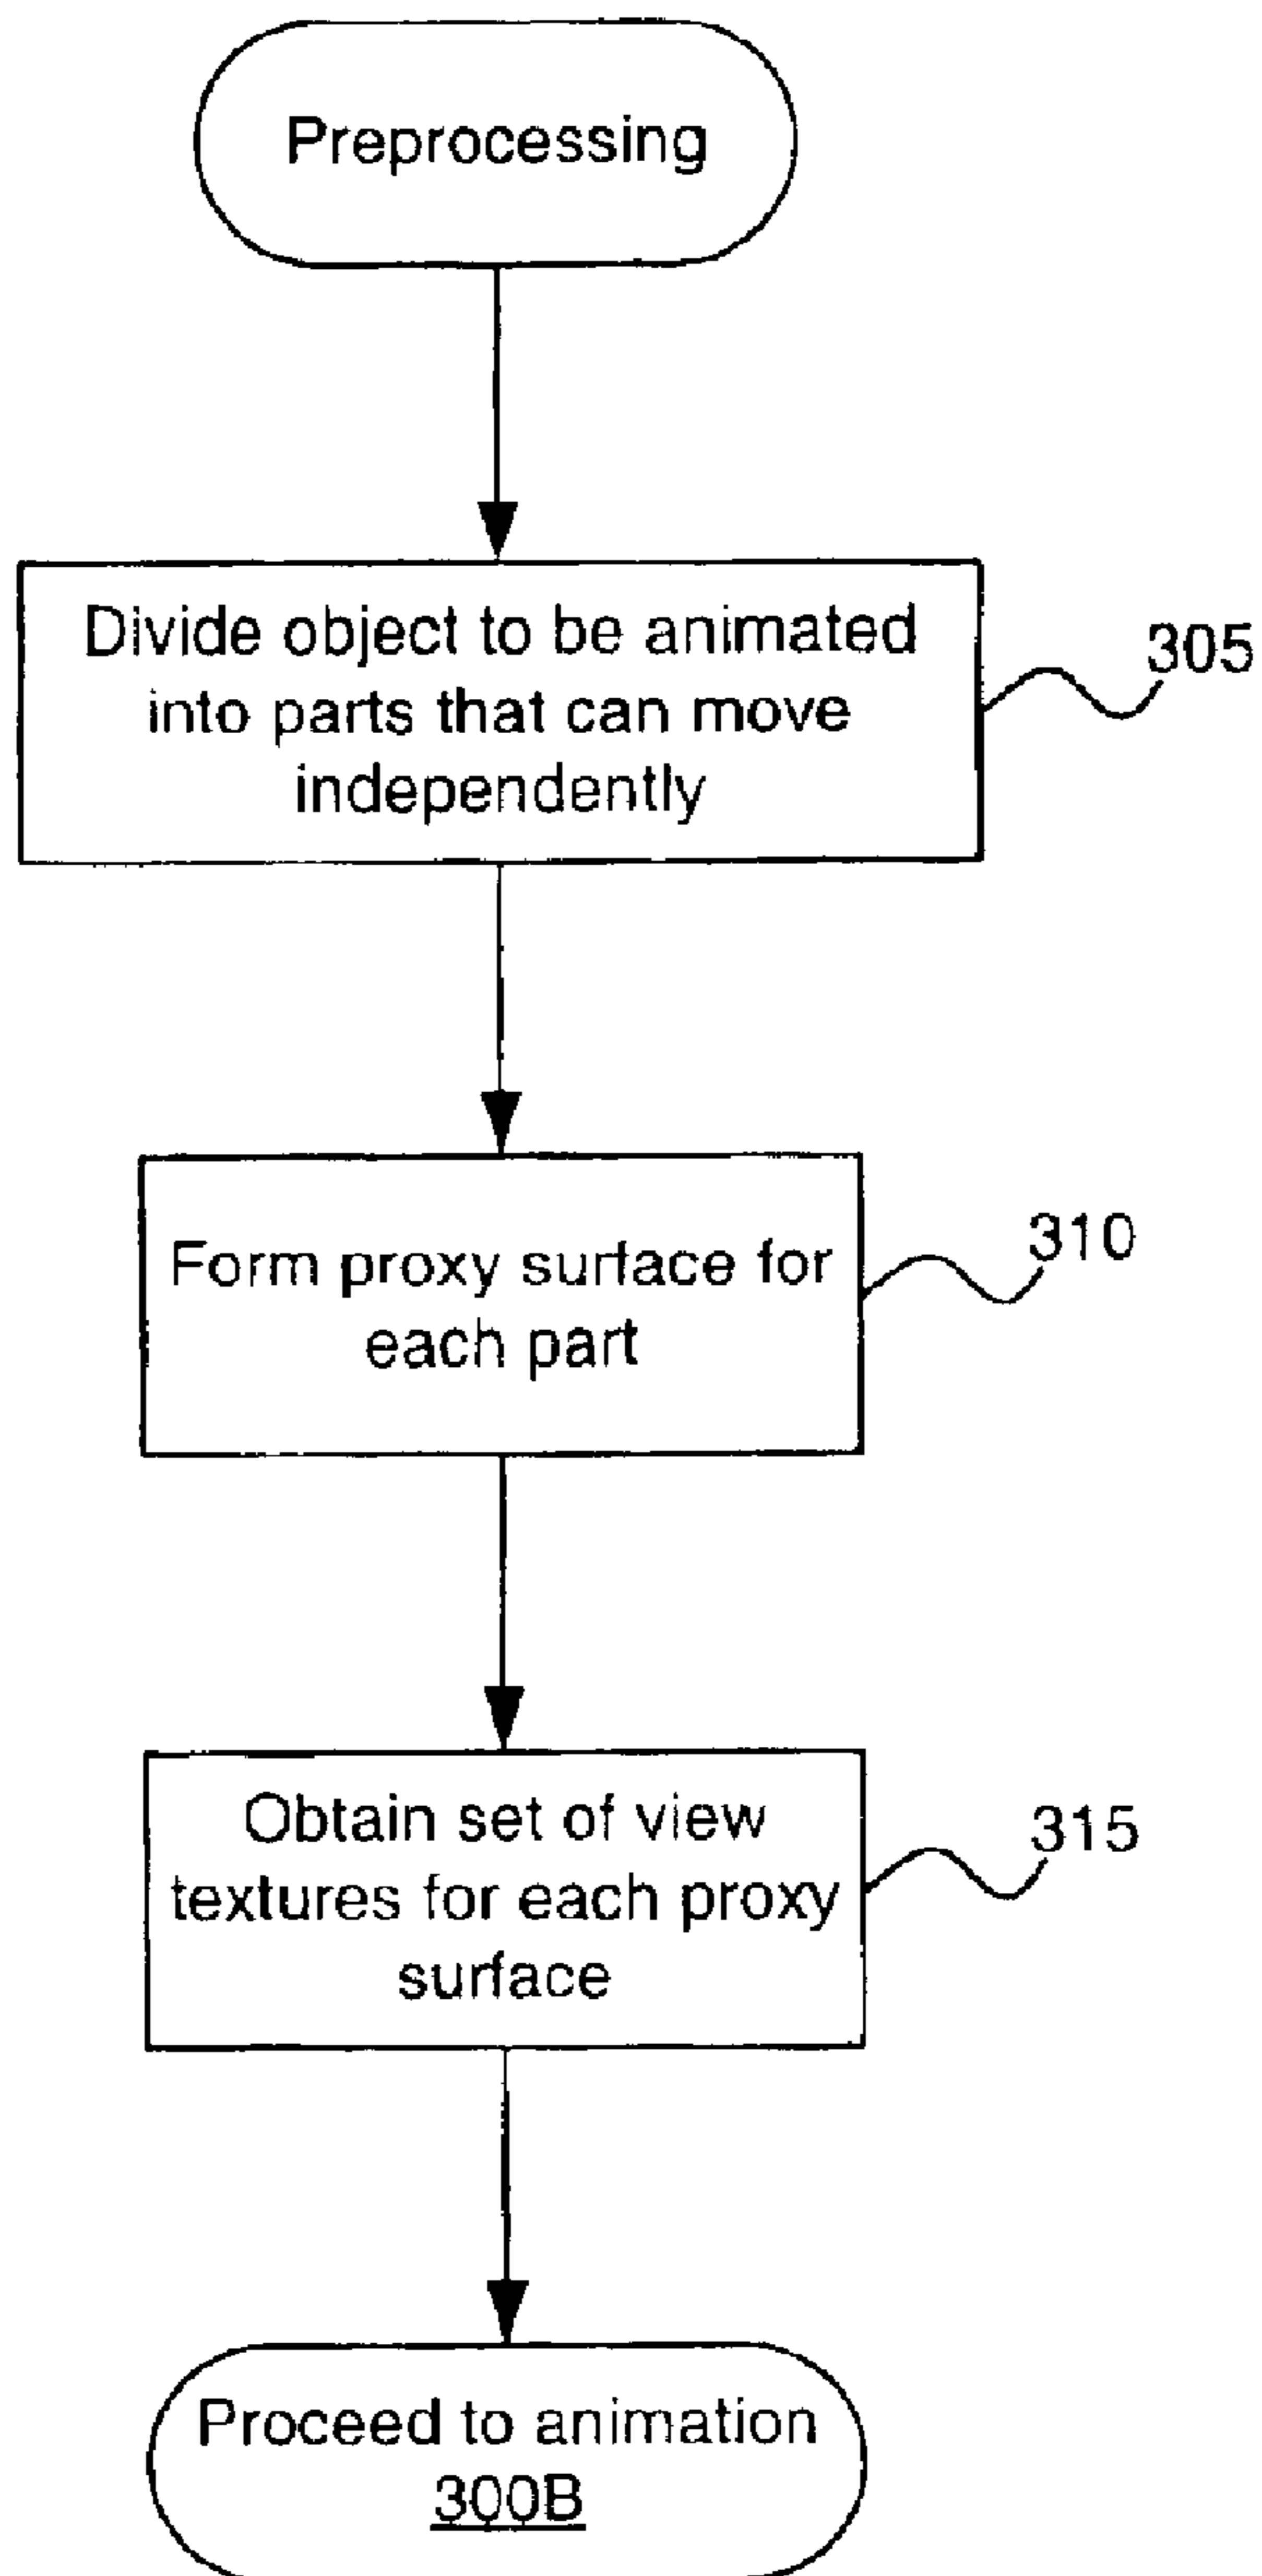 Preprocessing
Divide object to be animated
into parts that can move
independently
305
Form proxy surface for
each part
310
Obtain set of view
textures for each proxy
surface
315
Proceed to animation
300B